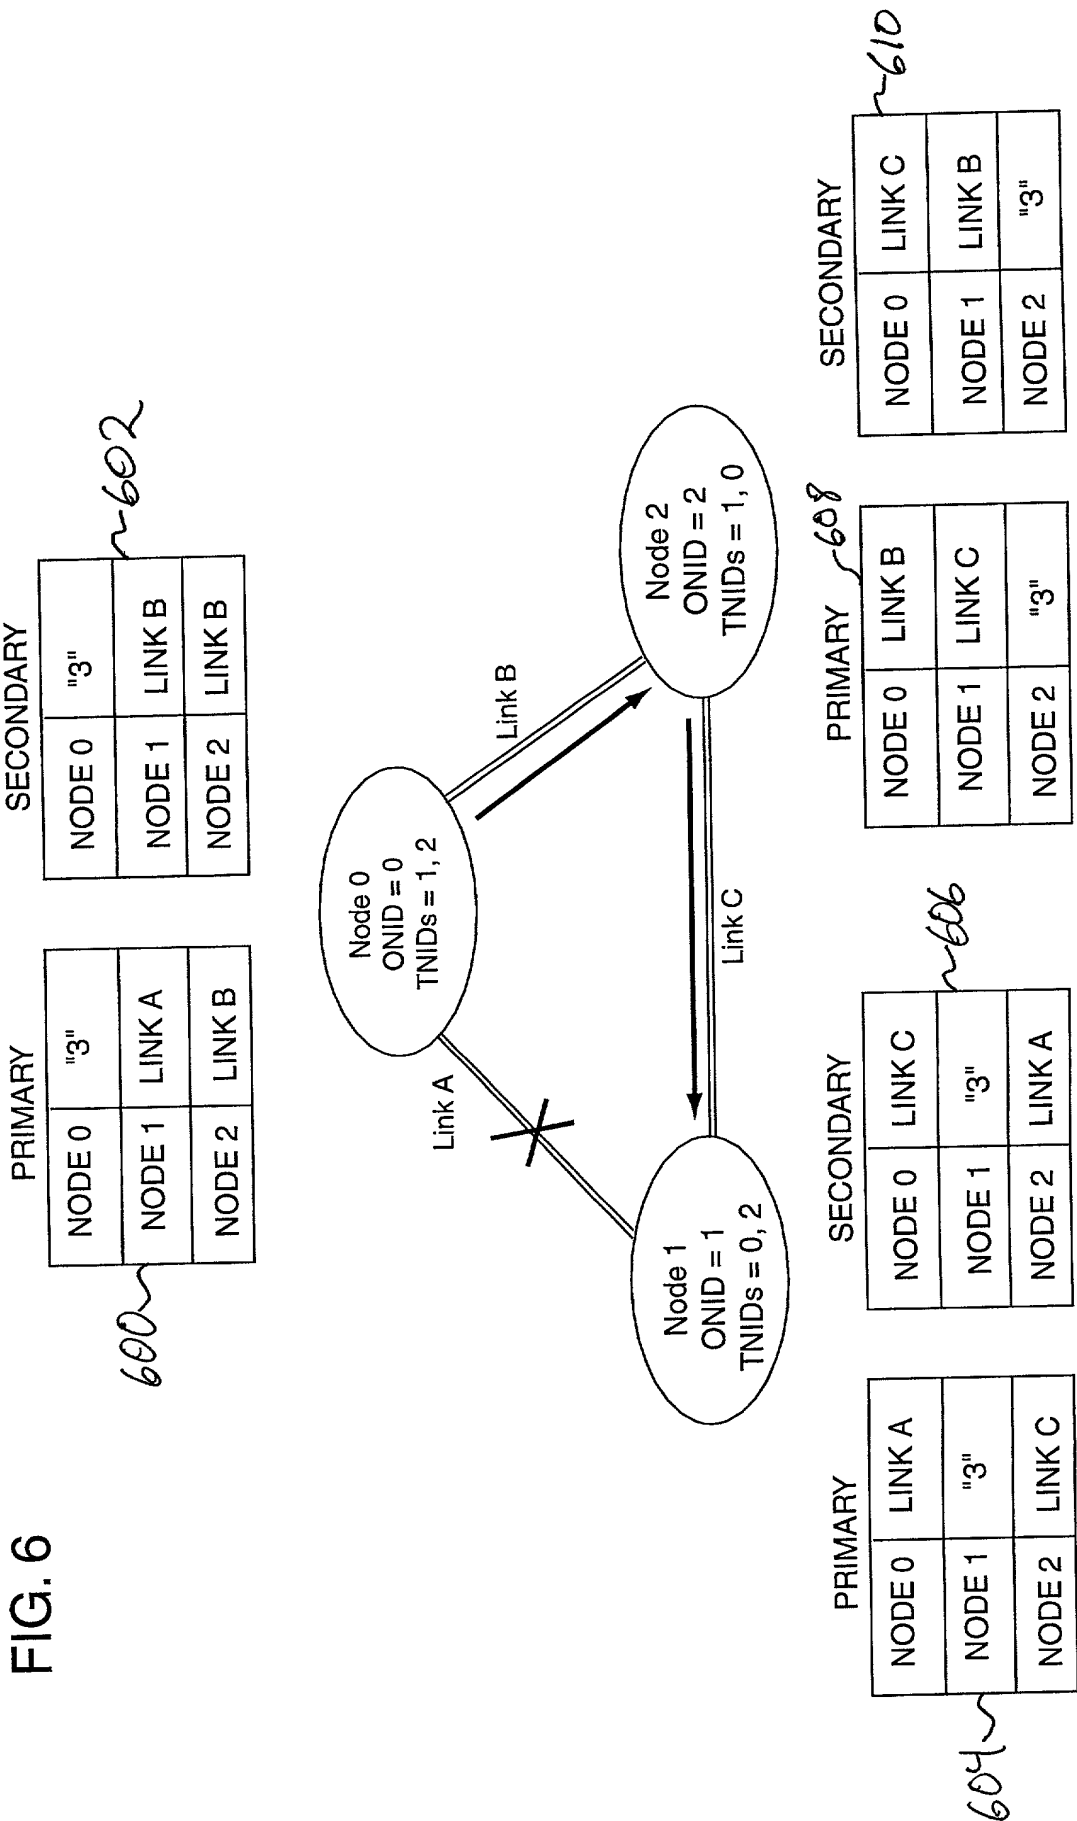 FIG. 6
PRIMARY
NODE 0 "3"
NODE 1 LINK A
NODE 2 LINK B
600
SECONDARY
NODE 0 "3"
NODE 1 LINK B
NODE 2 LINK B
602
Node 0
ONID = 0
TNIDs = 1, 2
Link A
Link B
Node 1
ONID = 1
TNIDs = 0, 2
Link C
Node 2
ONID = 2
TNIDs = 1, 0
PRIMARY
NODE 0 LINK A
NODE 1 "3"
NODE 2 LINK C
604
SECONDARY
NODE 0 LINK C
NODE 1 "3"
NODE 2 LINK A
606
PRIMARY
608
NODE 0 LINK B
NODE 1 LINK C
NODE 2 "3"
SECONDARY
610
NODE 0 LINK C
NODE 1 LINK B
NODE 2 "3"